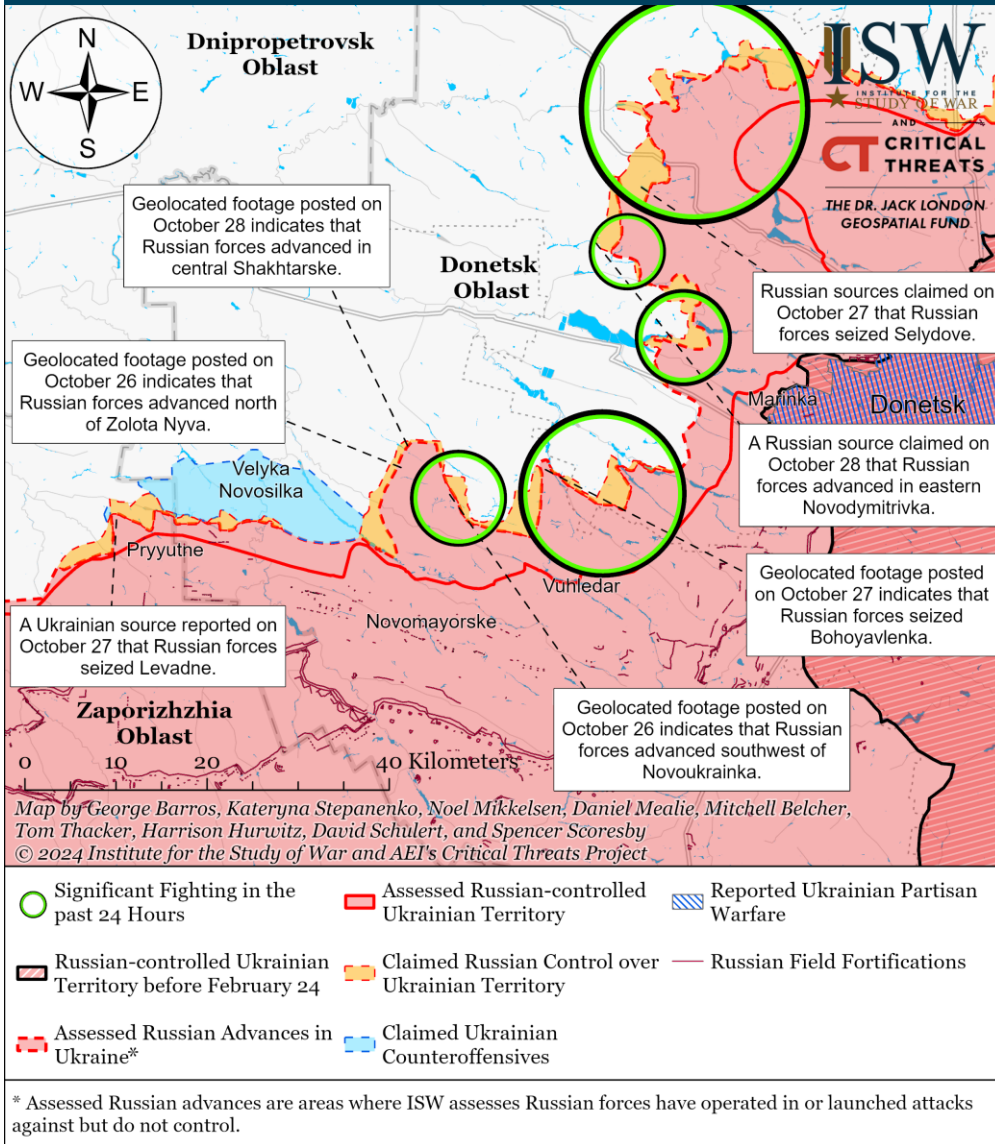 N
W
E
S
Dnipropetrovsk
Oblast
ISW
INSTITUTE FOR THE
STUDY OF WAR
AND
CT CRITICAL
THREATS
THE DR. JACK LONDON
GEOSPATIAL FUND
Geolocated footage posted on
October 28 indicates that
Russian forces advanced in
central Shakhtarske.
Donetsk
Oblast
Russian sources claimed on
October 27 that Russian
forces seized Selydove.
Geolocated footage posted on
October 26 indicates that
Russian forces advanced north
of Zolota Nyva.
Marinka
Donetsk
A Russian source claimed on
October 28 that Russian
forces advanced in eastern
Novodymitrivka.
Velyka
Novosilka
Pryyutne
Vuhledar
Geolocated footage posted
on October 27 indicates that
Russian forces seized
Bohoyavlenka.
Novomayorske
A Ukrainian source reported on
October 27 that Russian forces
seized Levadne.
Geolocated footage posted on
October 26 indicates that Russian
forces advanced southwest of
Novoukrainka.
Zaporizhzhia
Oblast
0 10 20 40 Kilometers
Map by George Barros, Kateryna Stepanenko, Noel Mikkelsen, Daniel Mealie, Mitchell Belcher,
Tom Thacker, Harrison Hurwitz, David Schulert, and Spencer Scoresby
© 2024 Institute for the Study of War and AEI's Critical Threats Project
Significant Fighting in the
past 24 Hours
Assessed Russian-controlled
Ukrainian Territory
Reported Ukrainian Partisan
Warfare
Russian-controlled Ukrainian
Territory before February 24
Claimed Russian Control over
Ukrainian Territory
Russian Field Fortifications
Assessed Russian Advances in
Ukraine*
Claimed Ukrainian
Counteroffensives
* Assessed Russian advances are areas where ISW assesses Russian forces have operated in or launched attacks
against but do not control.